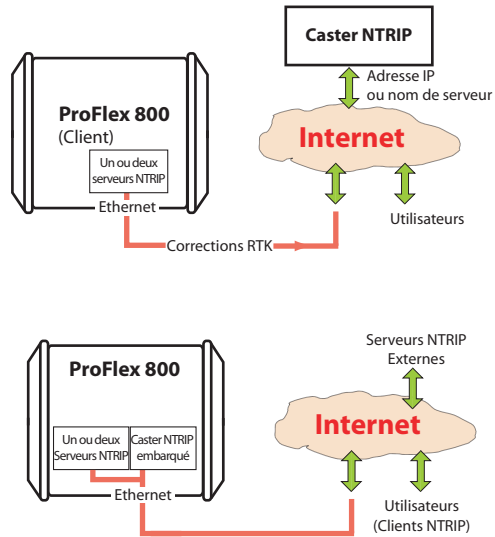 Caster NTRIP
Adresse IP
ou nom de serveur
ProFlex 800
(Client)
Un ou deux
serveurs NTRIP
Ethernet
Internet
Utilisateurs
Corrections RTK
Serveurs NTRIP
Externes
ProFlex 800
Un ou deux
Serveurs NTRIP
Caster NTRIP
embarqué
Ethernet
Internet
Utilisateurs
(Clients NTRIP)